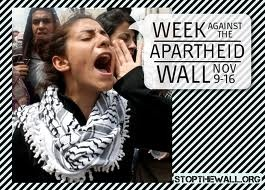 WEEK AGAINST THE
APARTHEID
WALL NOV 9-16
STOPTHEWALL.ORG